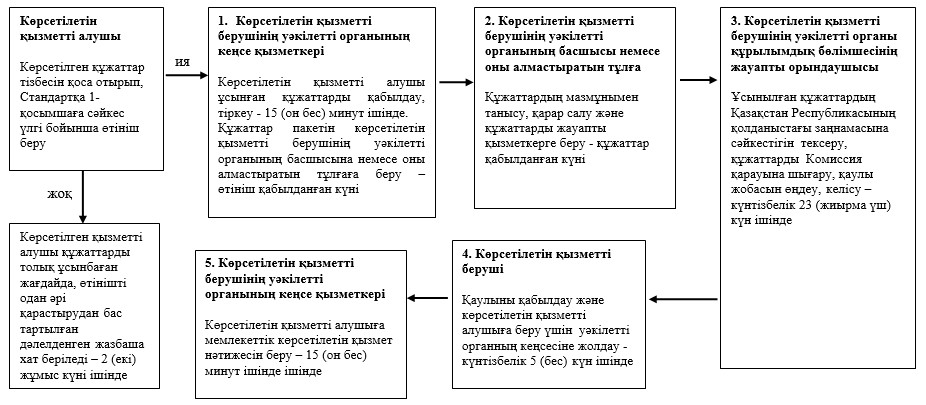 Көрсетілетін
қызметті алушы
Көрсетілген құжаттар
тізбесін қоса отырып,
Стандартқа 1-
қосымшаға сәйкес
үлгі бойынша өтініш
беру
ия
жоқ
Көрсетілген қызметті
алушы құжаттарды
толық ұсынбаған
жағдайда, өтінішті
одан әрі
қарастырудан бас
тартылған
дәлелденген жазбаша
хат беріледі – 2 (екі)
жұмыс күні ішінде
1. Көрсетілетін қызметті
берушінің уәкілетті органының
кеңсе қызметкері
Көрсетілетін қызметті алушы
ұсынған құжаттарды қабылдау,
тіркеу - 15 (он бес) минут ішінде.
Құжаттар пакетін көрсетілетін
қызметті берушінің уәкілетті
органының басшысына немесе оны
алмастыратын тұлғаға беру –
өтініш қабылданған күні
2. Көрсетілетін қызметті
берушінің уәкілетті
органының басшысы немесе
оны алмастыратын тұлға
Құжаттардың мазмұнымен
танысу, қарар салу және
құжаттарды жауапты
қызметкерге беру - құжаттар
қабылданған күні
3. Көрсетілетін қызметті
берушінің уәкілетті органы
құрылымдық бөлімшесінің
жауапты орындаушысы
Ұсынылған құжаттардың
Қазақстан Республикасының
қолданыстағы заңнамасына
сәйкестігін тексеру,
құжаттарды Комиссия
қарауына шығару, қаулы
жобасын өңдеу, келісу –
күнтізбелік 23 (жиырма үш)
күн ішінде
4. Көрсетілетін қызметті
беруші
Қаулыны қабылдау және
көрсетілетін қызметті
алушыға беру үшін уәкілетті
органның кеңсесіне жолдау -
күнтізбелік 5 (бес) күн ішінде
5. Көрсетілетін қызметті
берушінің уәкілетті
органының кеңсе қызметкері
Көрсетілетін қызметті алушыға
мемлекеттік көрсетілетін қызмет
нәтижесін беру – 15 (он бес)
минут ішінде ішінде